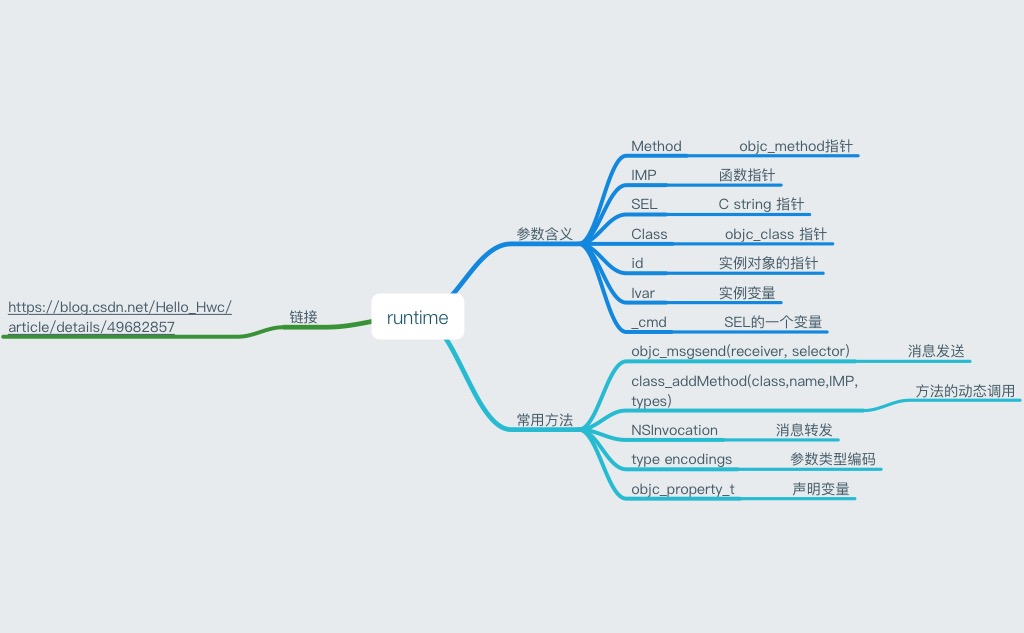 runtime
参数含义
Method
objc_method指针
IMP
函数指针
SEL
C string 指针
Class
objc_class 指针
id
实例对象的指针
Ivar
实例变量
_cmd
SEL的一个变量
常用方法
objc_msgsend(receiver, selector)
消息发送
class_addMethod(class,name,IMP,
types)
方法的动态调用
NSInvocation
消息转发
type encodings
参数类型编码
objc_property_t
声明变量
链接
https://blog.csdn.net/Hello_Hwc/
article/details/49682857